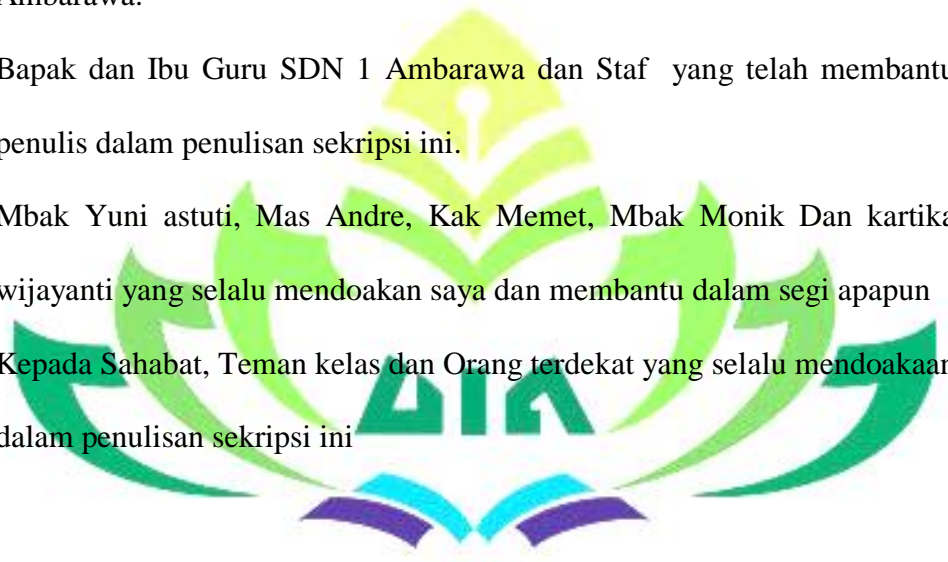 Ambarawa.
Bapak dan Ibu Guru SDN 1 Ambarawa dan Staf yang telah membantu
penulis dalam penulisan sekripsi ini.
Mbak Yuni astuti, Mas Andre, Kak Memet, Mbak Monik Dan kartika
wijayanti yang selalu mendoakan saya dan membantu dalam segi apapun
Kepada Sahabat, Teman kelas dan Orang terdekat yang selalu mendoakaan
dalam penulisan sekripsi ini